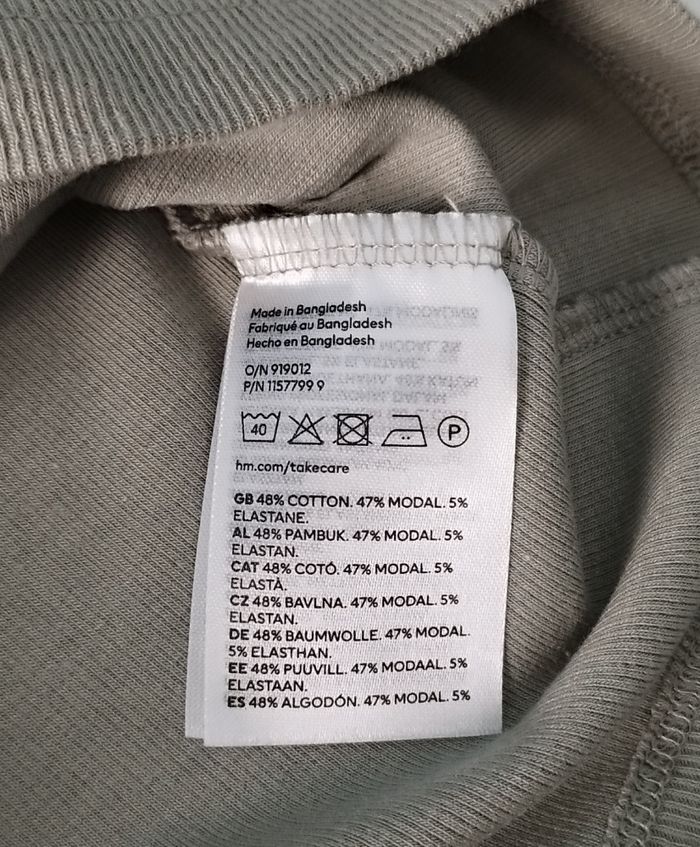 Made in Bangladesh
Fabriqué au Bangladesh
Hecho en Bangladesh
O/N 919012
P/N 1157799 9
40
P
hm.com/takecare
GB 48% COTTON. 47% MODAL. 5%
ELASTANE.
AL 48% PAMBUK. 47% MODAL. 5%
ELASTAN.
CAT 48% COTÓ. 47% MODAL. 5%
ELASTÀ.
CZ 48% BAVLNA. 47% MODAL. 5%
ELASTAN.
DE 48% BAUMWOLLE. 47% MODAL.
5% ELASTHAN.
EE 48% PUUVILL. 47% MODAAL. 5%
ELASTAAN.
ES 48% ALGODÓN. 47% MODAL. 5%